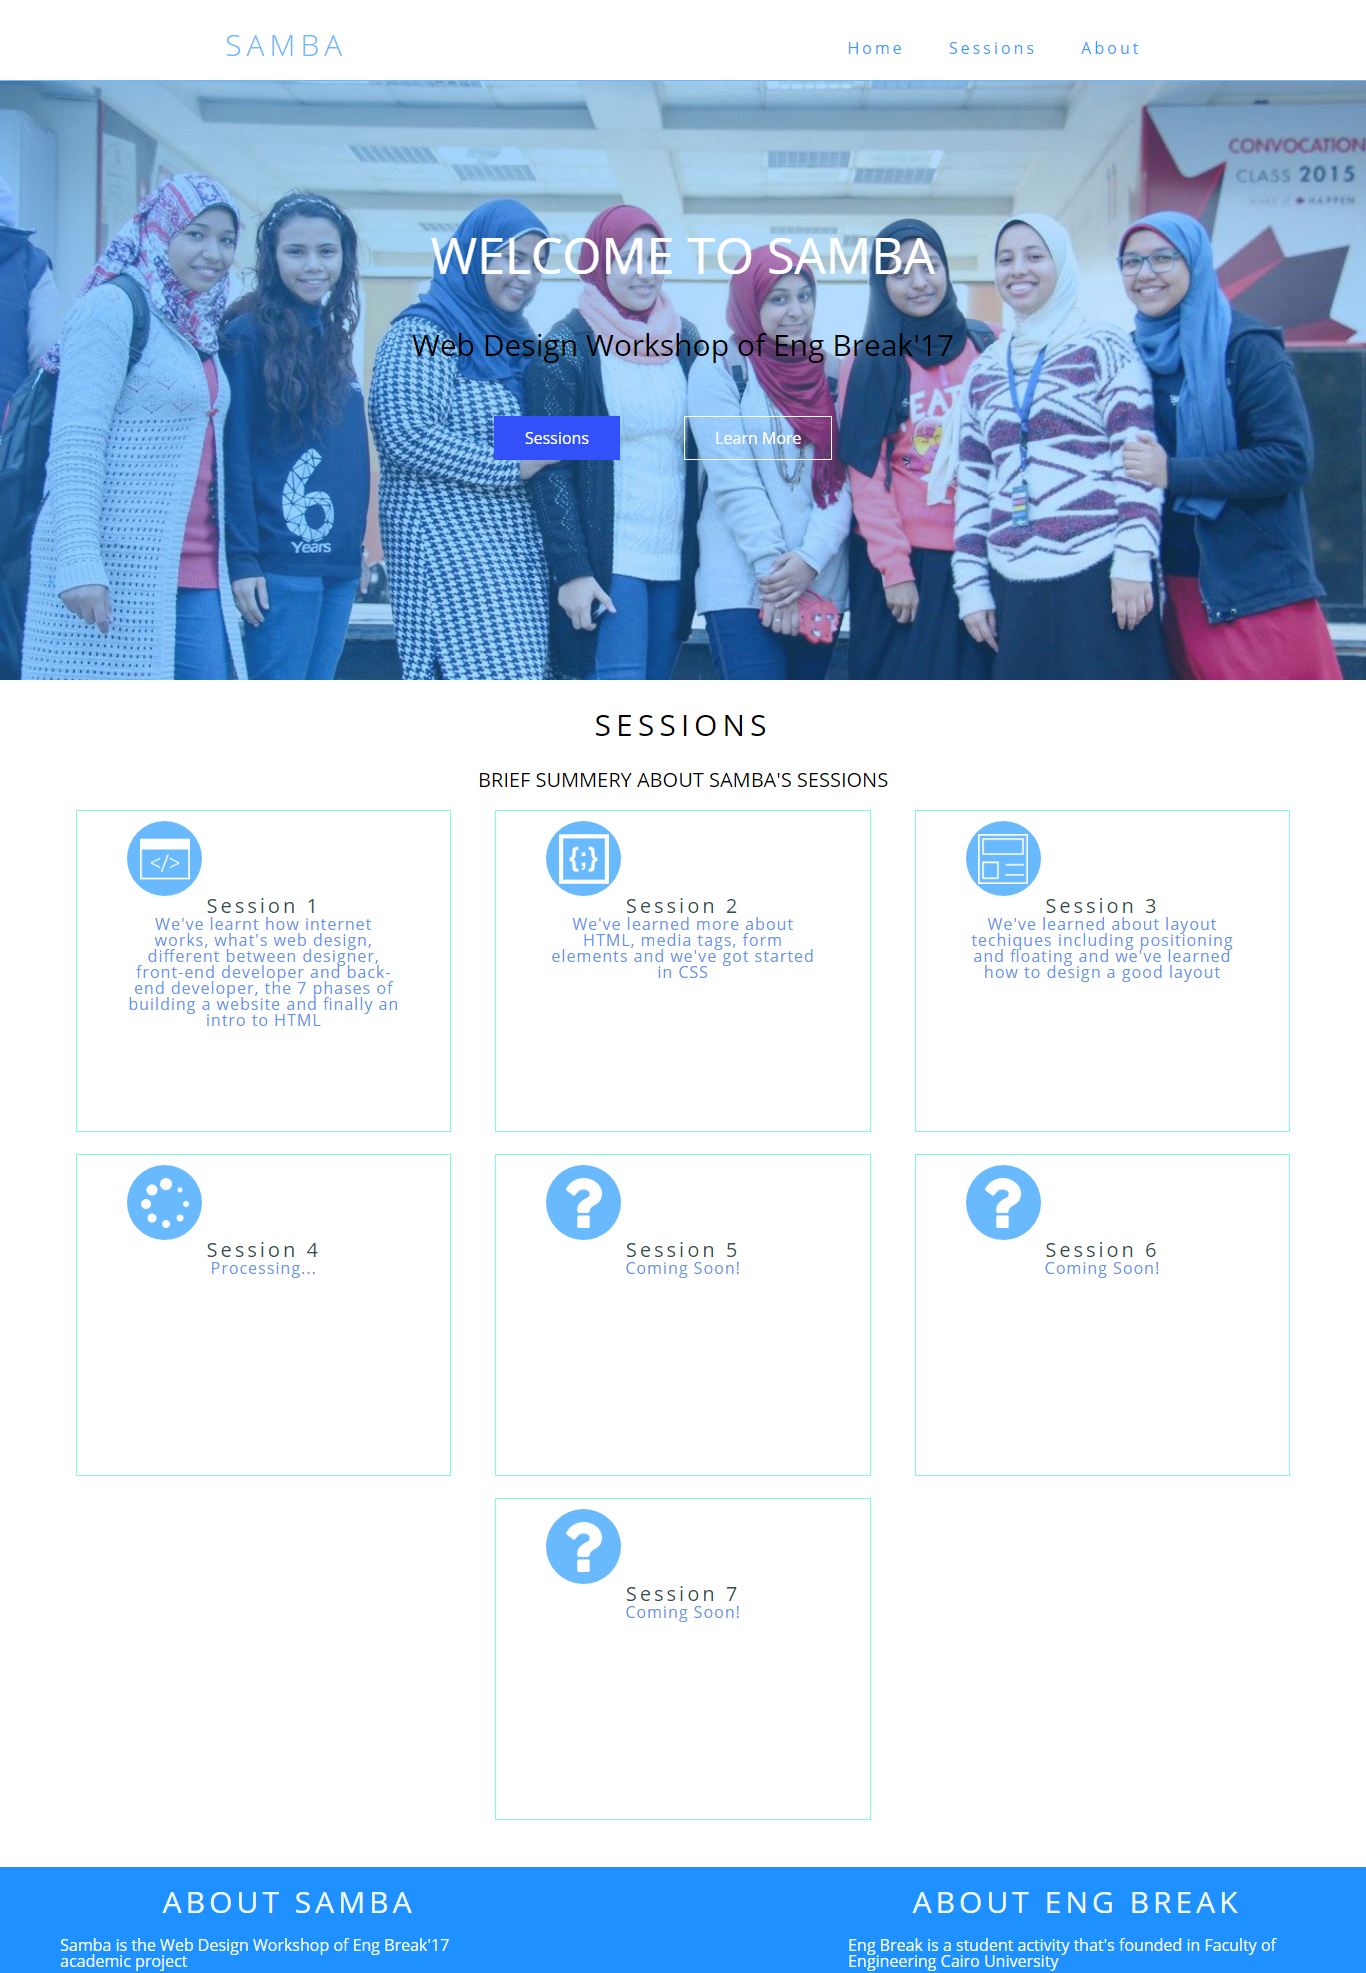 SAMBA
Home Sessions About
CONVOCATION
CLASS 2015
MAKE IT HAPPEN
WELCOME TO SAMBA
Web Design Workshop of Eng Break'17
EAT
Sessions Learn More
6
Years
SESSIONS
BRIEF SUMMERY ABOUT SAMBA'S SESSIONS
</>
Session 1
We've learnt how internet
works, what's web design,
different between designer,
front-end developer and back-
end developer, the 7 phases of
building a website and finally an
intro to HTML
{;}
Session 2
We've learned more about
HTML, media tags, form
elements and we've got started
in CSS
Session 3
We've learned about layout
techiques including positioning
and floating and we've learned
how to design a good layout
Session 4
Processing...
?
Session 5
Coming Soon!
?
Session 6
Coming Soon!
?
Session 7
Coming Soon!
ABOUT SAMBA
Samba is the Web Design Workshop of Eng Break'17
academic project
ABOUT ENG BREAK
Eng Break is a student activity that's founded in Faculty of
Engineering Cairo University